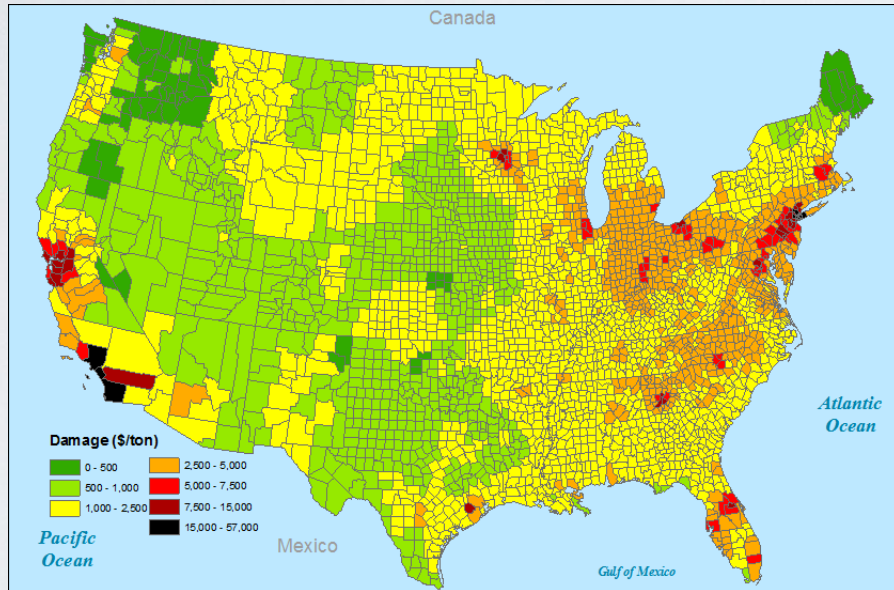 Canada
Atlantic
Ocean
Damage ($/ton)
0 - 500
500 - 1,000
1,000 - 2,500
2,500 - 5,000
5,000 - 7,500
7,500 - 15,000
15,000 - 57,000
Pacific
Ocean
Mexico
Gulf of Mexico